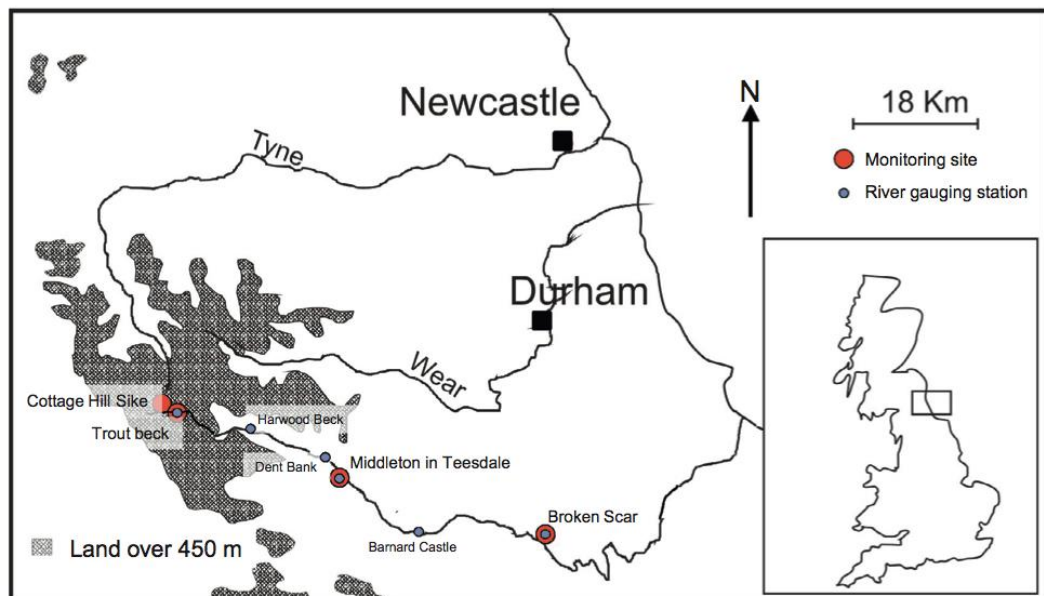 Newcastle
N
18 Km
Tyne
Monitoring site
River gauging station
Durham
Wear
Cottage Hill Sike
Trout beck
Harwood Beck
Dent Bank
Middleton in Teesdale
Broken Scar
Barnard Castle
Land over 450 m